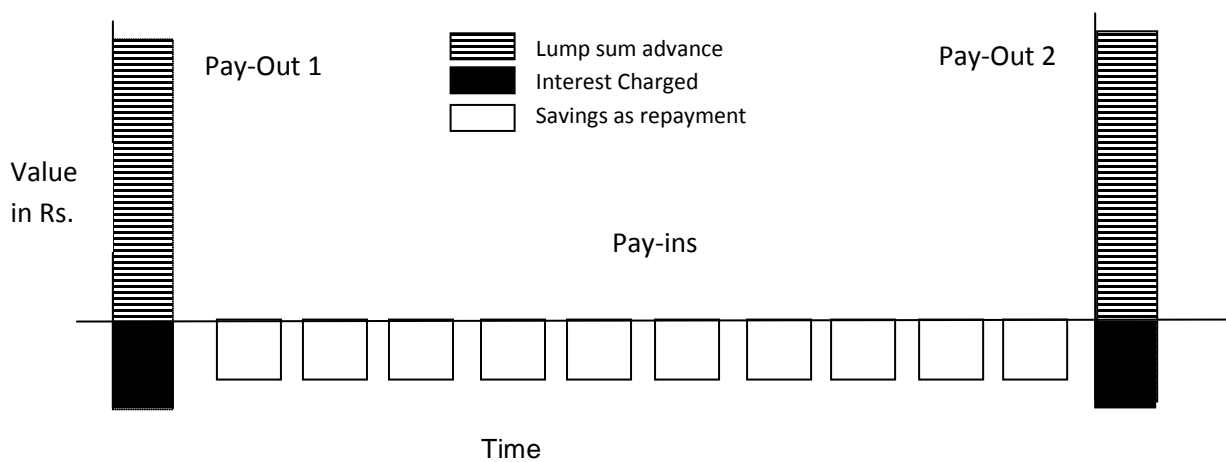 Pay-Out 1
Lump sum advance
Interest Charged
Savings as repayment
Pay-Out 2
Value
in Rs.
Pay-ins
Time